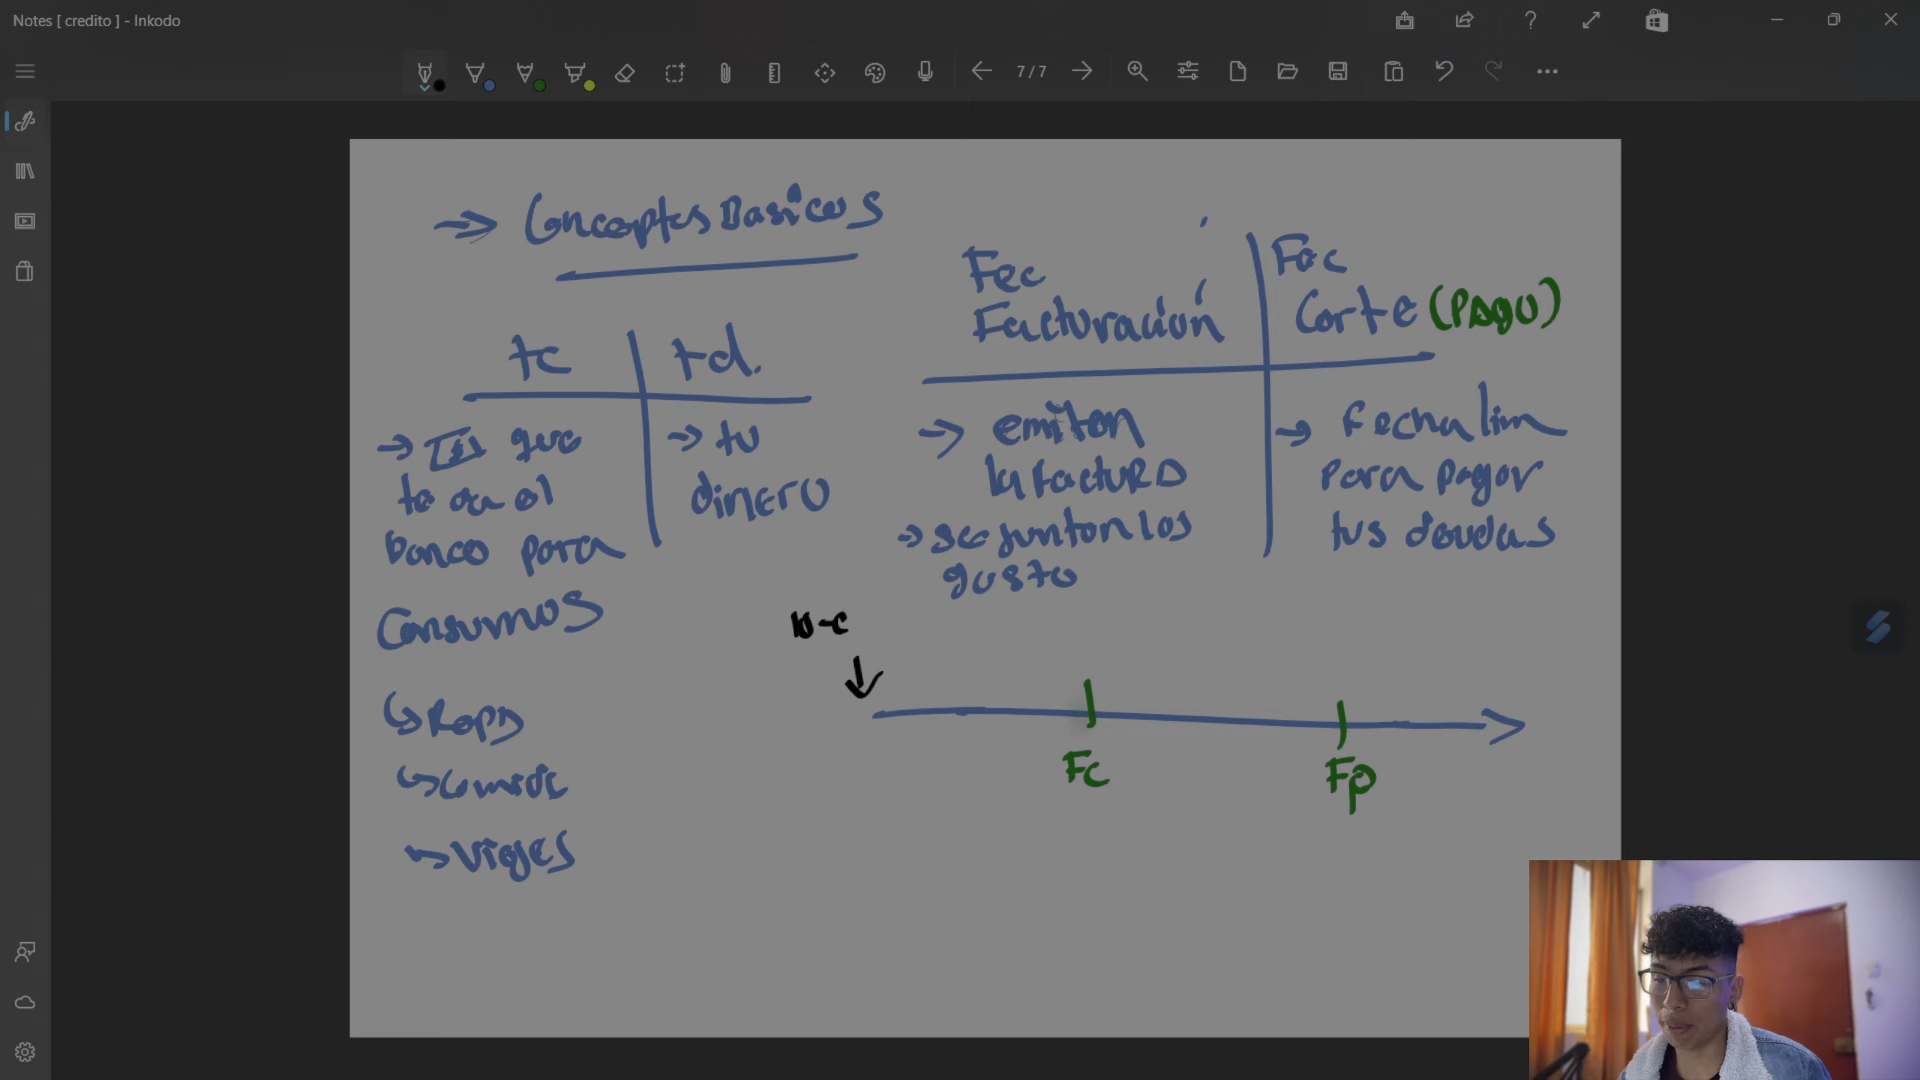 Notes [ credito ] - Inkodo
7 / 7
→ Conceptos Basicos
tc
td.
→ que
te da el
banco para
Consumos
↳ Ropa
↳ Comida
↳ Viajes
→ tu
dinero
Fec
Facturación
Fec
Corte (Pago)
→ emiten
la factura
→ se juntan los
gasto
→ Fecha lim
para pagar
tus deudas
10-c
Fc
Fp